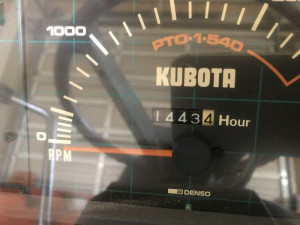 1000
PTO·1·540
KUBOTA
14434 Hour
0
RPM
DENSO